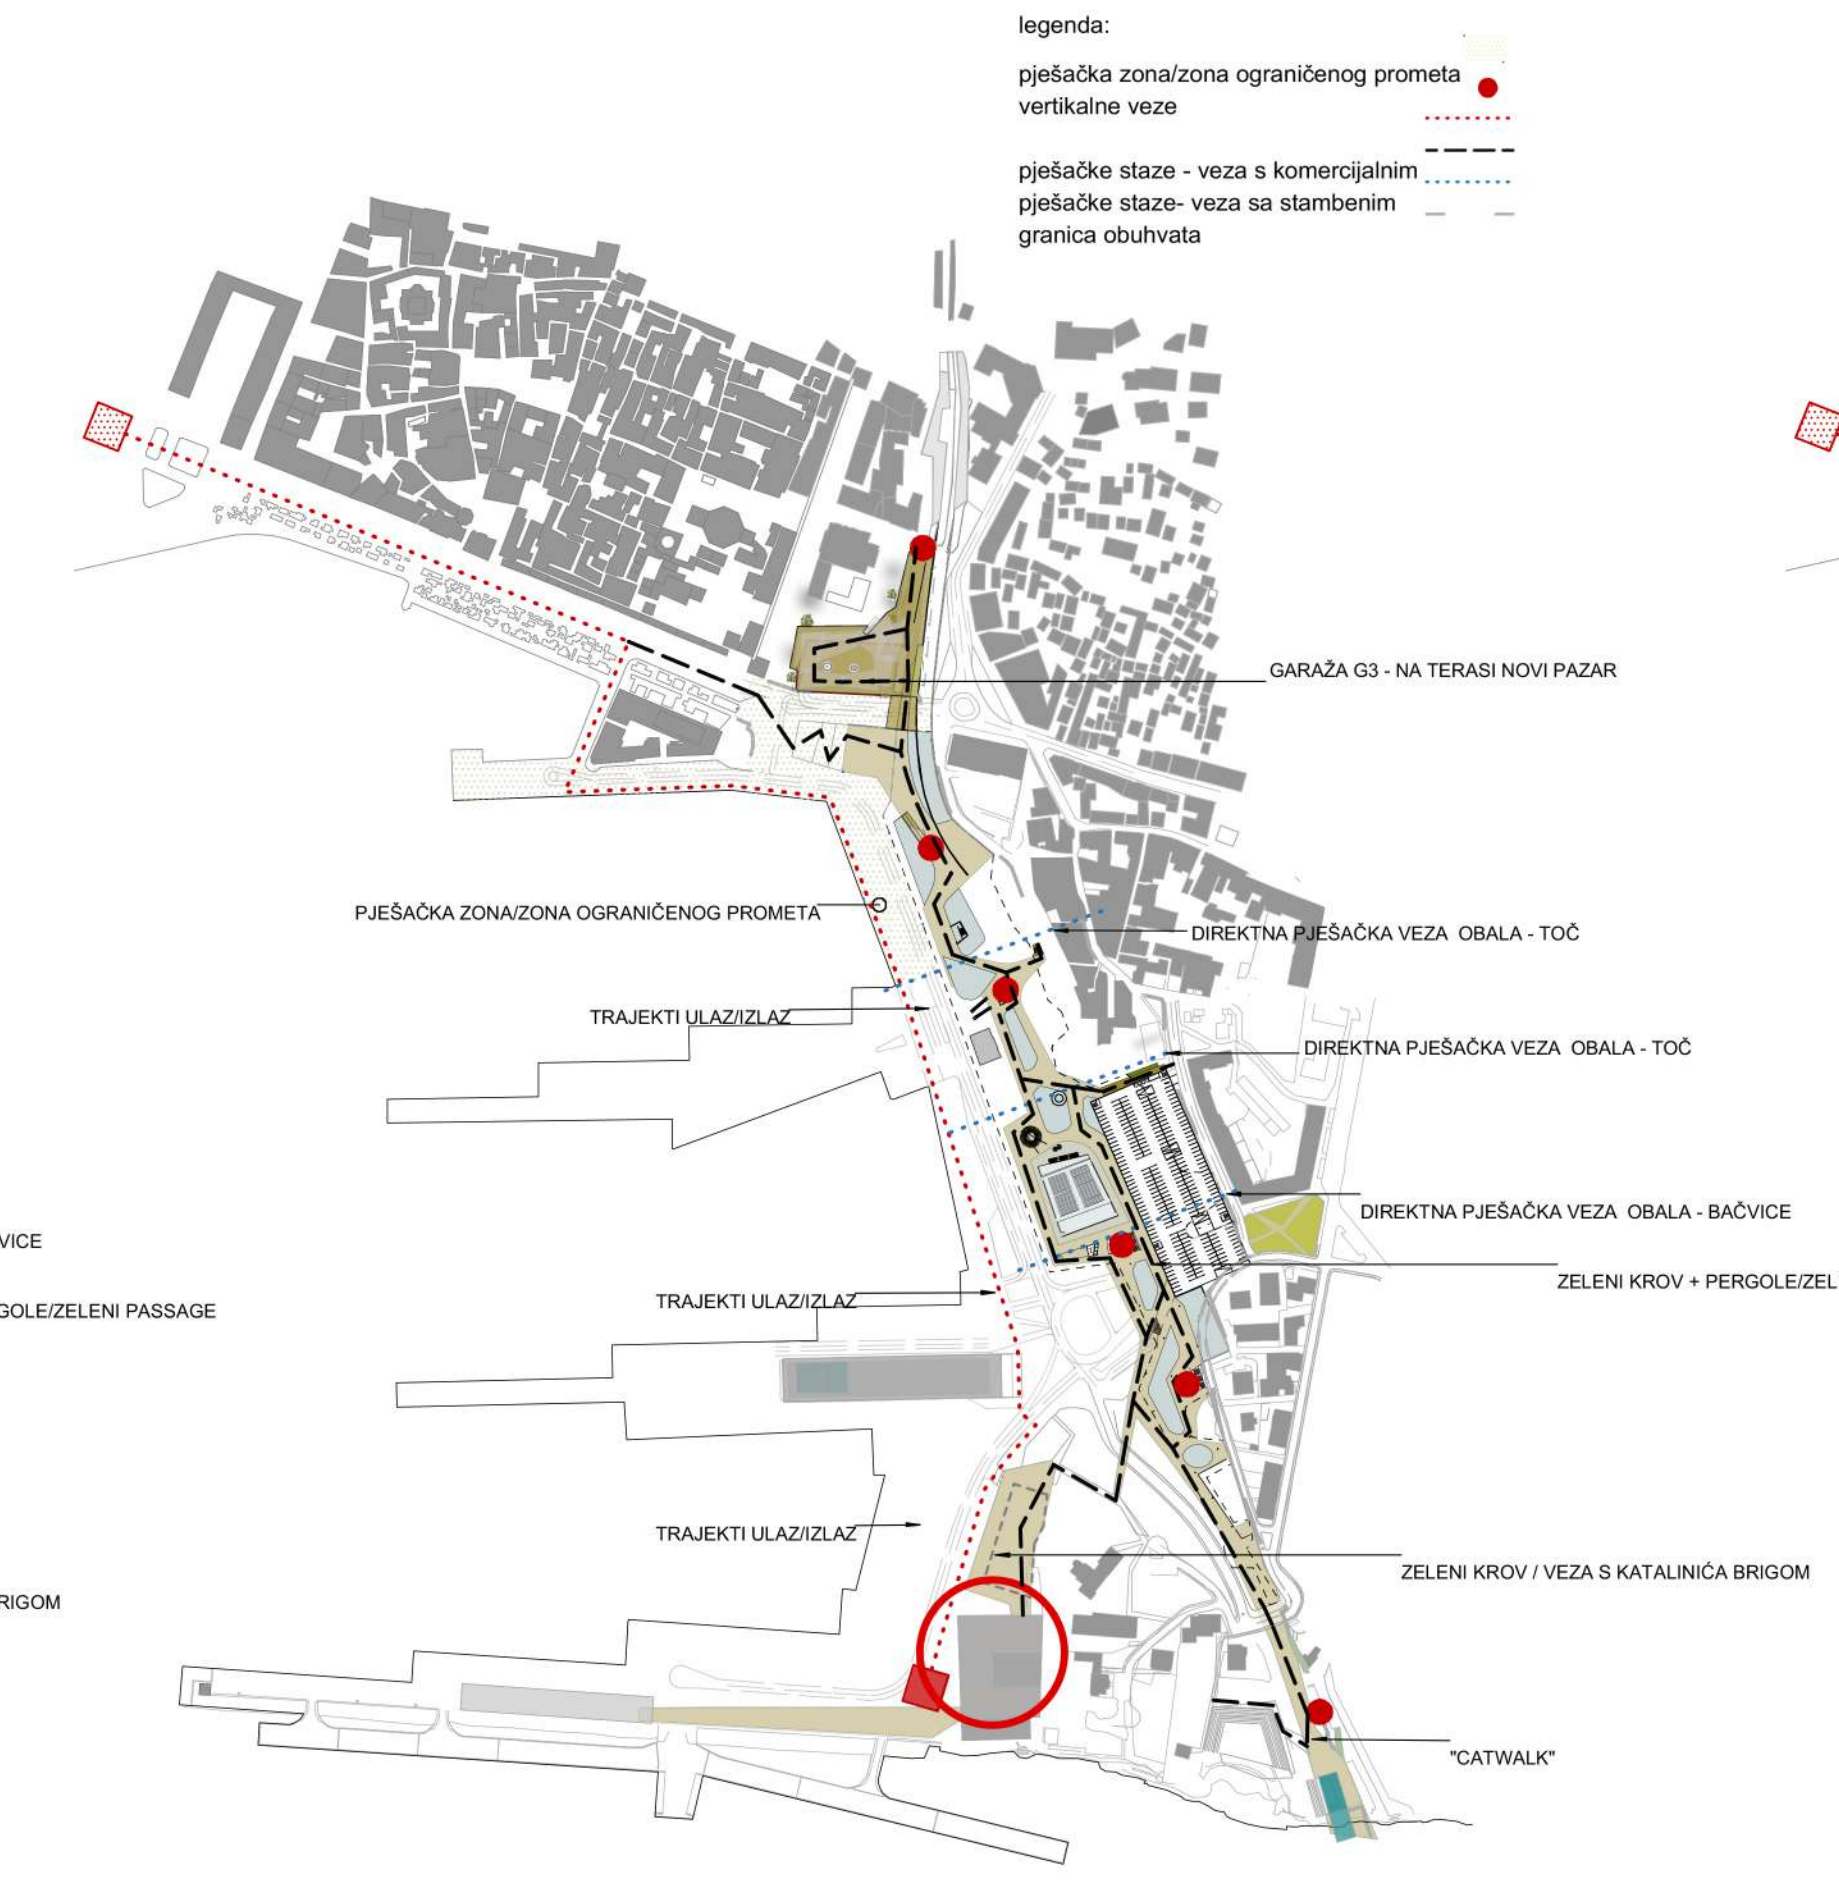 legenda:
pješačka zona/zona ograničenog prometa
vertikalne veze
pješačke staze - veza s komercijalnim
pješačke staze- veza sa stambenim
granica obuhvata
GARAŽA G3 - NA TERASI NOVI PAZAR
PJEŠAČKA ZONA/ZONA OGRANIČENOG PROMETA
DIREKTNA PJEŠAČKA VEZA OBALA - TOČ
TRAJEKTI ULAZ/IZLAZ
DIREKTNA PJEŠAČKA VEZA OBALA - TOČ
DIREKTNA PJEŠAČKA VEZA OBALA - BAČVICE
VICE
ZELENI KROV + PERGOLE/ZEL
GOLE/ZELENI PASSAGE
TRAJEKTI ULAZ/IZLAZ
TRAJEKTI ULAZ/IZLAZ
ZELENI KROV / VEZA S KATALINIĆA BRIGOM
RIGOM
"CATWALK"